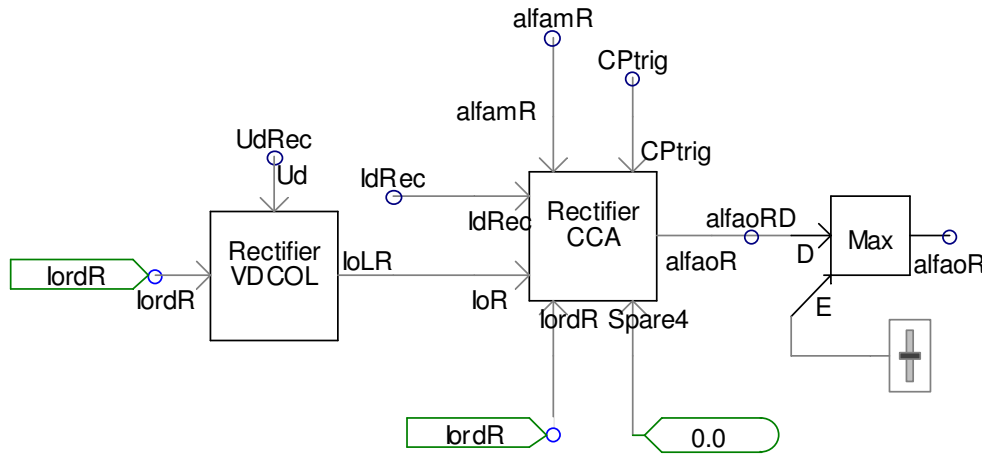 alfamR
CPtrig
alfamR
UdRec
Ud
CPtrig
IdRec
IdRec
Rectifier
CCA
alfaoRD
Rectifier
VDCOL
IordR
IordR
IoLR
IoR
alfaoR
D
Max
alfaoR
E
IordR
Spare4
IordR
0.0